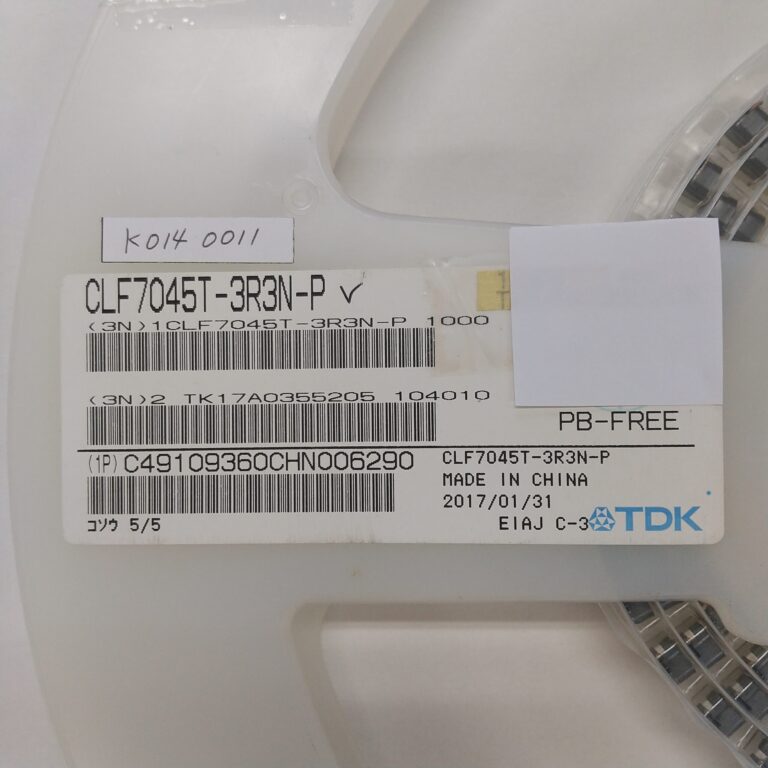 K014 0011
CLF7045T-3R3N-P ✓
(3N)1CLF7045T-3R3N-P 1000
(3N)2 TK17A0355205 104010
PB-FREE
(1P) C49109360CHN006290
CLF7045T-3R3N-P
MADE IN CHINA
2017/01/31
コソウ 5/5
EIAJ C-3
TDK